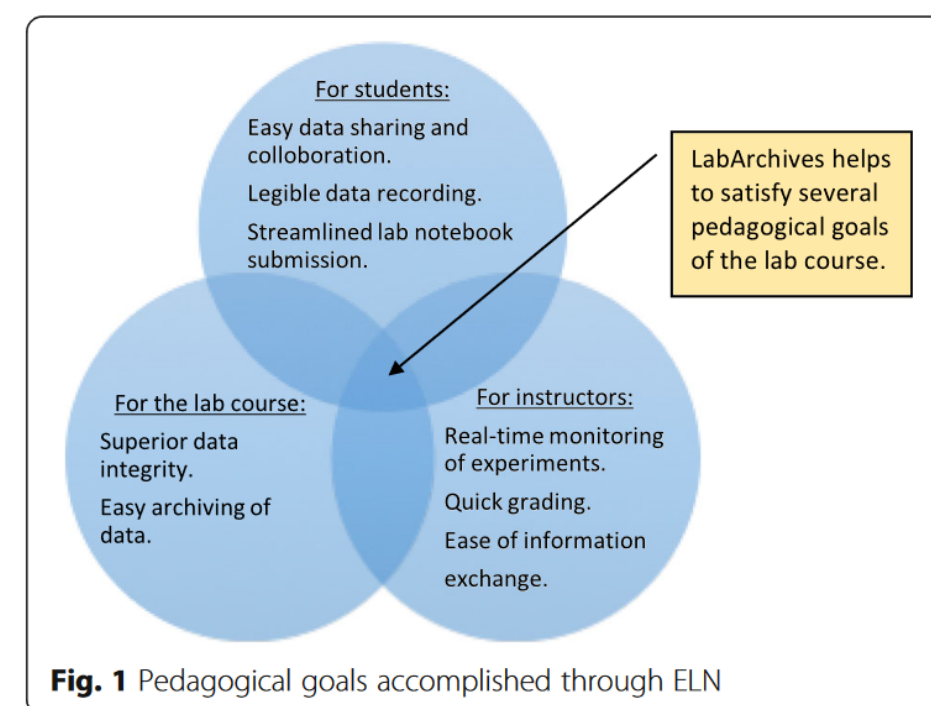 For students:
Easy data sharing and
colloboration.
Legible data recording.
Streamlined lab notebook
submission.
LabArchives helps
to satisfy several
pedagogical goals
of the lab course.
For the lab course:
Superior data
integrity.
Easy archiving of
data.
For instructors:
Real-time monitoring
of experiments.
Quick grading.
Ease of information
exchange.
Fig. 1 Pedagogical goals accomplished through ELN